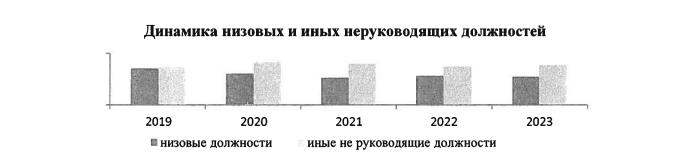 Динамика низовых и иных неруководящих должностей
2019 2020 2021 2022 2023
низовые должности иные не руководящие должности